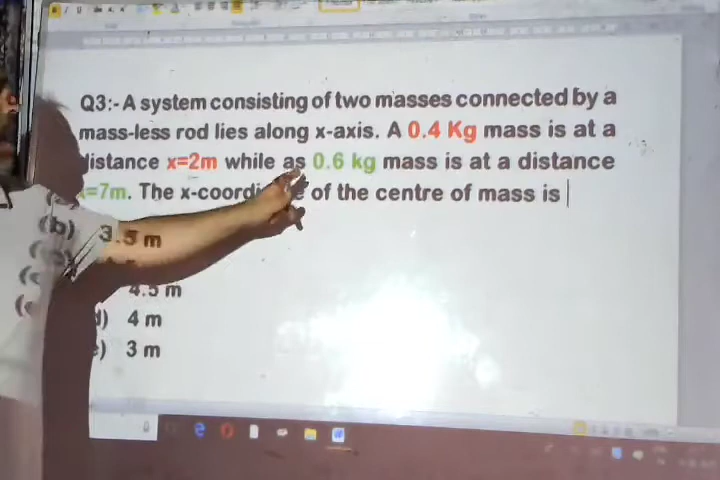 Q3:- A system consisting of two masses connected by a
mass-less rod lies along x-axis. A 0.4 Kg mass is at a
distance x=2m while as 0.6 kg mass is at a distance
=7m. The x-coordi e of the centre of mass is
(b) 3.5 m
4.5 m
d) 4 m
e) 3 m